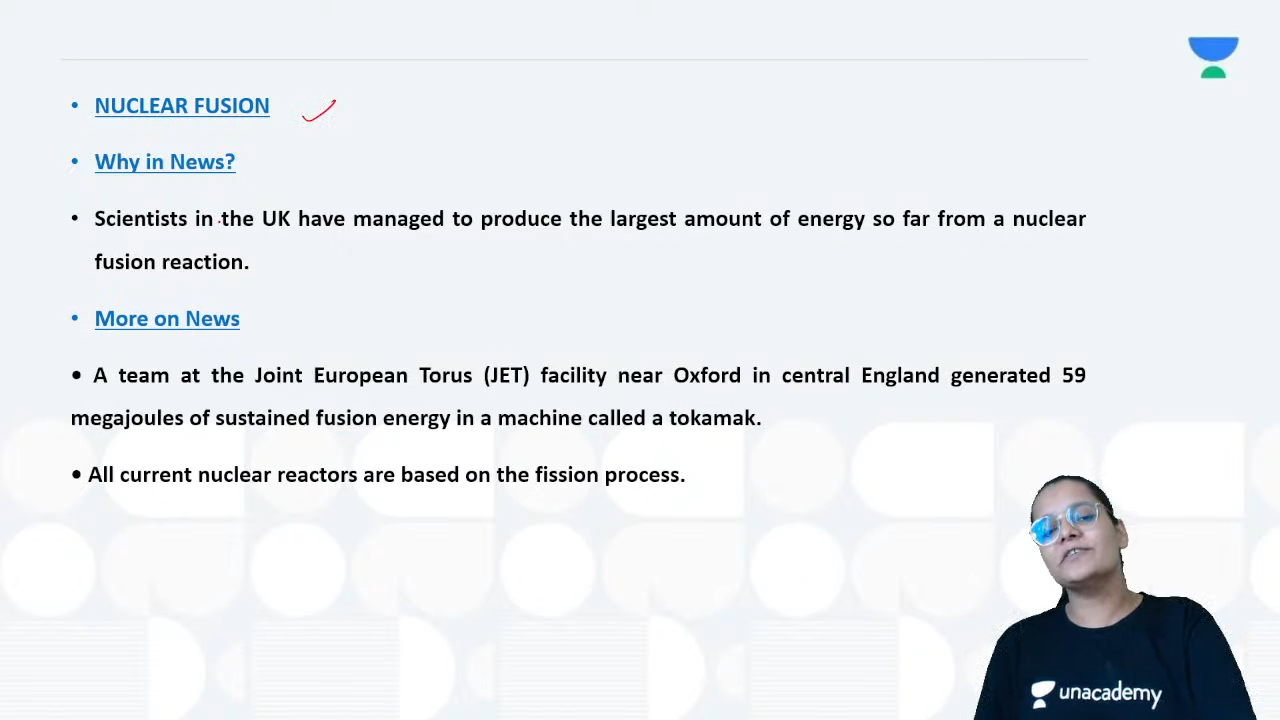 • NUCLEAR FUSION
• Why in News?
• Scientists in the UK have managed to produce the largest amount of energy so far from a nuclear
fusion reaction.
• More on News
• A team at the Joint European Torus (JET) facility near Oxford in central England generated 59
megajoules of sustained fusion energy in a machine called a tokamak.
• All current nuclear reactors are based on the fission process.
unacademy